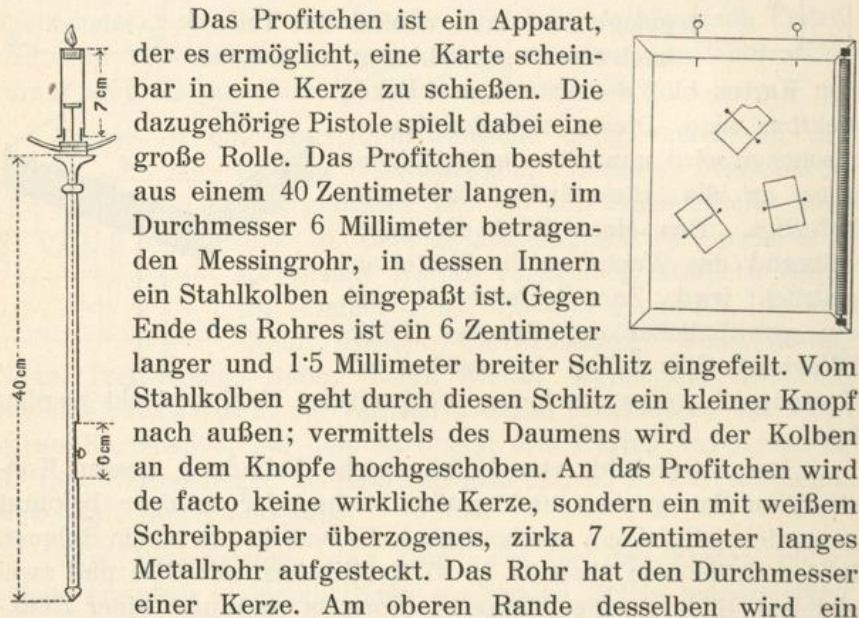 Das Profitchen ist ein Apparat,
der es ermöglicht, eine Karte schein-
bar in eine Kerze zu schießen. Die
dazugehörige Pistole spielt dabei eine
große Rolle. Das Profitchen besteht
aus einem 40 Zentimeter langen, im
Durchmesser 6 Millimeter betragen-
den Messingrohr, in dessen Innern
ein Stahlkolben eingepaßt ist. Gegen
Ende des Rohres ist ein 6 Zentimeter
langer und 1·5 Millimeter breiter Schlitz eingefeilt. Vom
Stahlkolben geht durch diesen Schlitz ein kleiner Knopf
nach außen; vermittels des Daumens wird der Kolben
an dem Knopfe hochgeschoben. An das Profitchen wird
de facto keine wirkliche Kerze, sondern ein mit weißem
Schreibpapier überzogenes, zirka 7 Zentimeter langes
Metallrohr aufgesteckt. Das Rohr hat den Durchmesser
einer Kerze. Am oberen Rande desselben wird ein
7cm
40cm
6cm